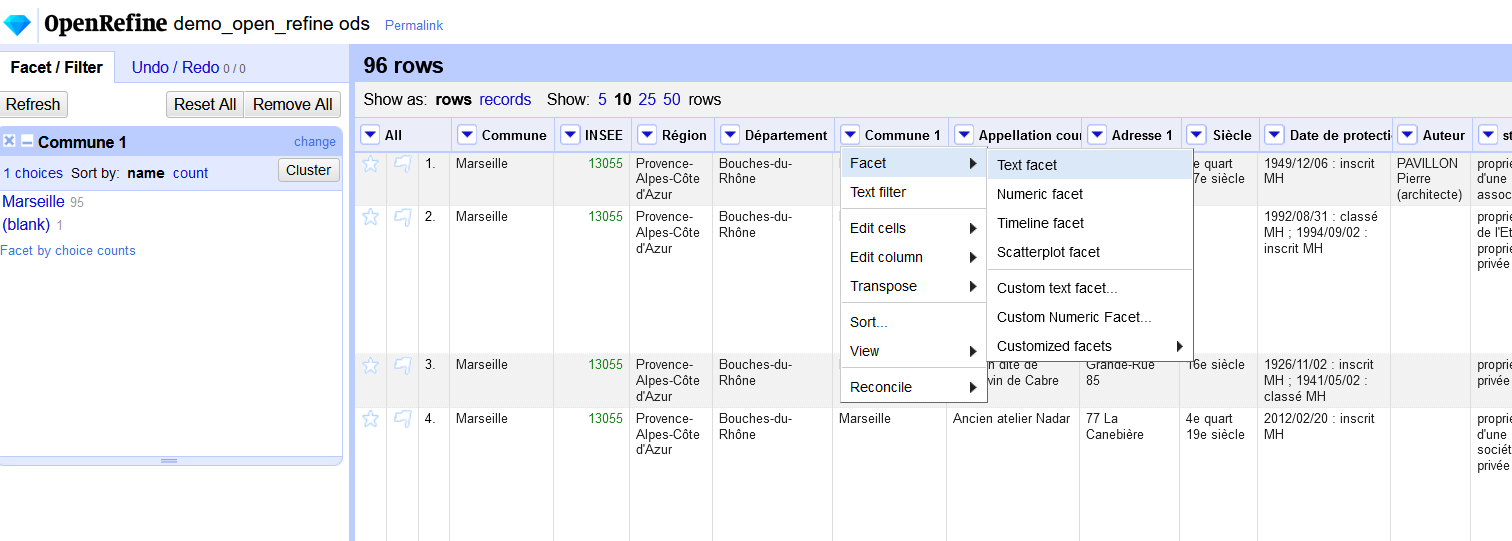 OpenRefine demo_open_refine ods Permalink
Facet / Filter Undo / Redo 0 / 0
Refresh Reset All Remove All
Commune 1 change
1 choices Sort by: name count Cluster
Marseille 95
(blank) 1
Facet by choice counts
96 rows
Show as: rows records Show: 5 10 25 50 rows
All Commune INSEE Région Département Commune 1 Appellation cou Adresse 1 Siècle Date de protecti Auteur
1. Marseille 13055 Provence-
Alpes-Côte
d'Azur
Bouches-du-
Rhône
e quart
7e siècle
1949/12/06 : inscrit
MH
PAVILLON
Pierre
(architecte)
propri
d'une
assoc
2. Marseille 13055 Provence-
Alpes-Côte
d'Azur
Bouches-du-
Rhône
1992/08/31 : classé
MH ; 1994/09/02 :
inscrit MH
propri
de l'Et
propri
privée
3. Marseille 13055 Provence-
Alpes-Côte
d'Azur
Bouches-du-
Rhône
n dite de
vin de Cabre
Grande-Rue
85
16e siècle
1926/11/02 : inscrit
MH ; 1941/05/02 :
classé MH
propri
privée
4. Marseille 13055 Provence-
Alpes-Côte
d'Azur
Bouches-du-
Rhône
Marseille
Ancien atelier Nadar
77 La
Canebière
4e quart
19e siècle
2012/02/20 : inscrit
MH
propri
d'une
sociét
privée
Facet
Text filter
Edit cells
Edit column
Transpose
Sort...
View
Reconcile
Text facet
Numeric facet
Timeline facet
Scatterplot facet
Custom text facet...
Custom Numeric Facet...
Customized facets